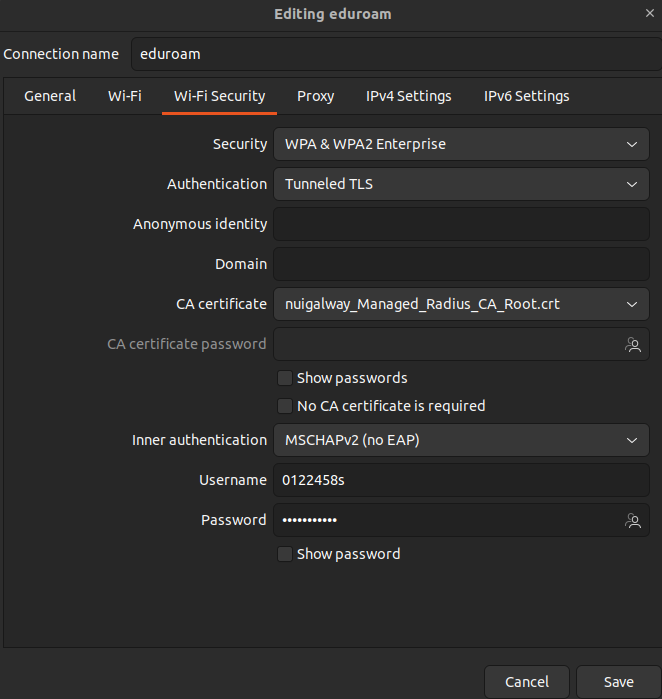 Editing eduroam
Connection name eduroam
General Wi-Fi Wi-Fi Security Proxy IPv4 Settings IPv6 Settings
Security WPA & WPA2 Enterprise
Authentication Tunneled TLS
Anonymous identity
Domain
CA certificate nuigalway_Managed_Radius_CA_Root.crt
CA certificate password
Show passwords
No CA certificate is required
Inner authentication MSCHAPv2 (no EAP)
Username 0122458s
Password •••••••••••
Show password
Cancel Save